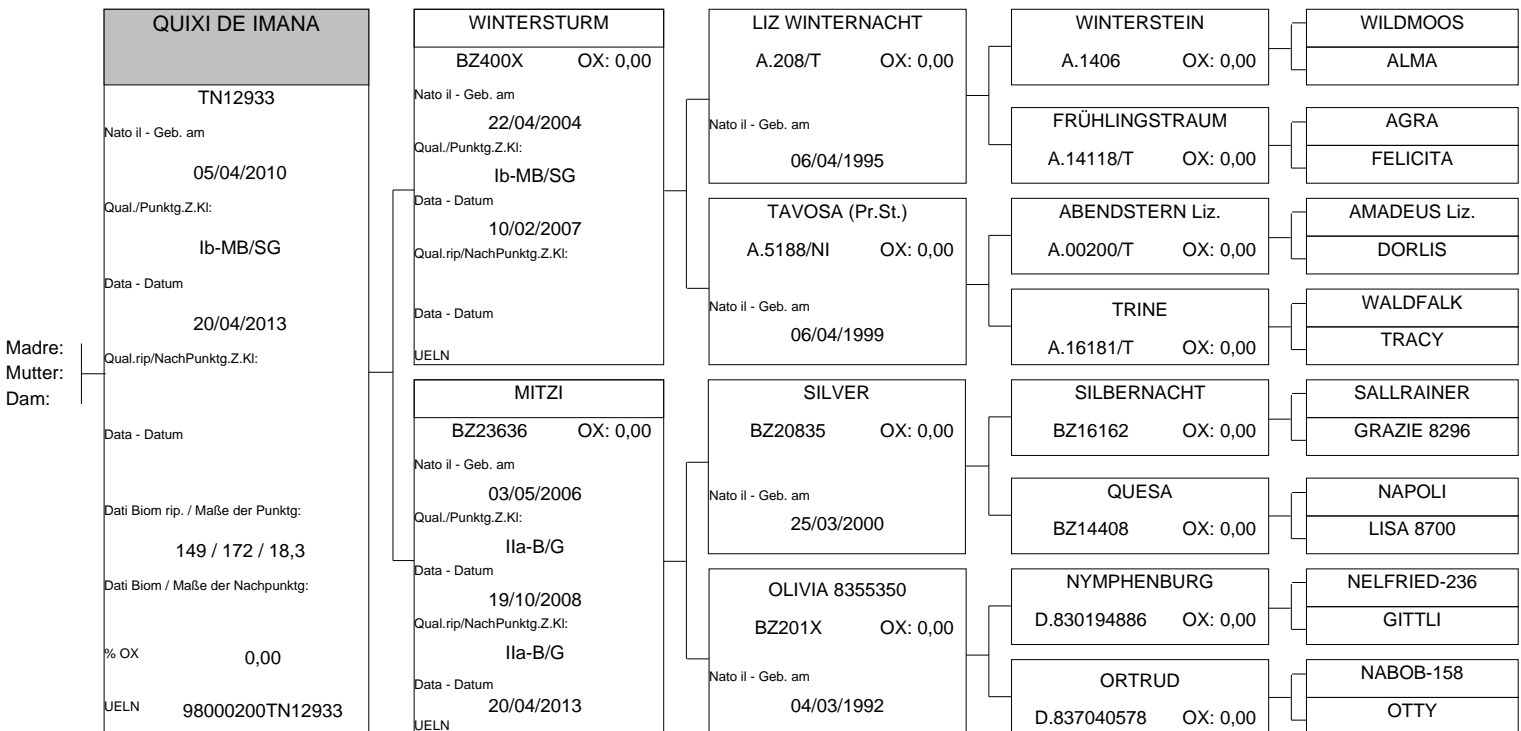 Madre:
Mutter:
Dam:
QUIXI DE IMANA
TN12933
Nato il - Geb. am
05/04/2010
Qual./Punktg.Z.Kl:
Ib-MB/SG
Data - Datum
20/04/2013
Qual.rip/NachPunktg.Z.Kl:
Data - Datum
Dati Biom rip. / Maße der Punktg:
149 / 172 / 18,3
Dati Biom / Maße der Nachpunktg:
% OX 0,00
UELN 98000200TN12933
WINTERSTURM
BZ400X OX: 0,00
Nato il - Geb. am
22/04/2004
Qual./Punktg.Z.Kl:
Ib-MB/SG
Data - Datum
10/02/2007
Qual.rip/NachPunktg.Z.Kl:
Data - Datum
UELN
MITZI
BZ23636 OX: 0,00
Nato il - Geb. am
03/05/2006
Qual./Punktg.Z.Kl:
IIa-B/G
Data - Datum
19/10/2008
Qual.rip/NachPunktg.Z.Kl:
IIa-B/G
Data - Datum
20/04/2013
UELN
LIZ WINTERNACHT
A.208/T OX: 0,00
Nato il - Geb. am
06/04/1995
TAVOSA (Pr.St.)
A.5188/NI OX: 0,00
Nato il - Geb. am
06/04/1999
SILVER
BZ20835 OX: 0,00
Nato il - Geb. am
25/03/2000
OLIVIA 8355350
BZ201X OX: 0,00
Nato il - Geb. am
04/03/1992
WINTERSTEIN
A.1406 OX: 0,00
FRÜHLINGSTRAUM
A.14118/T OX: 0,00
ABENDSTERN Liz.
A.00200/T OX: 0,00
TRINE
A.16181/T OX: 0,00
SILBERNACHT
BZ16162 OX: 0,00
QUESA
BZ14408 OX: 0,00
NYMPHENBURG
D.830194886 OX: 0,00
ORTRUD
D.837040578 OX: 0,00
WILDMOOS
ALMA
AGRA
FELICITA
AMADEUS Liz.
DORLIS
WALDFALK
TRACY
SALLRAINER
GRAZIE 8296
NAPOLI
LISA 8700
NELFRIED-236
GITTLI
NABOB-158
OTTY